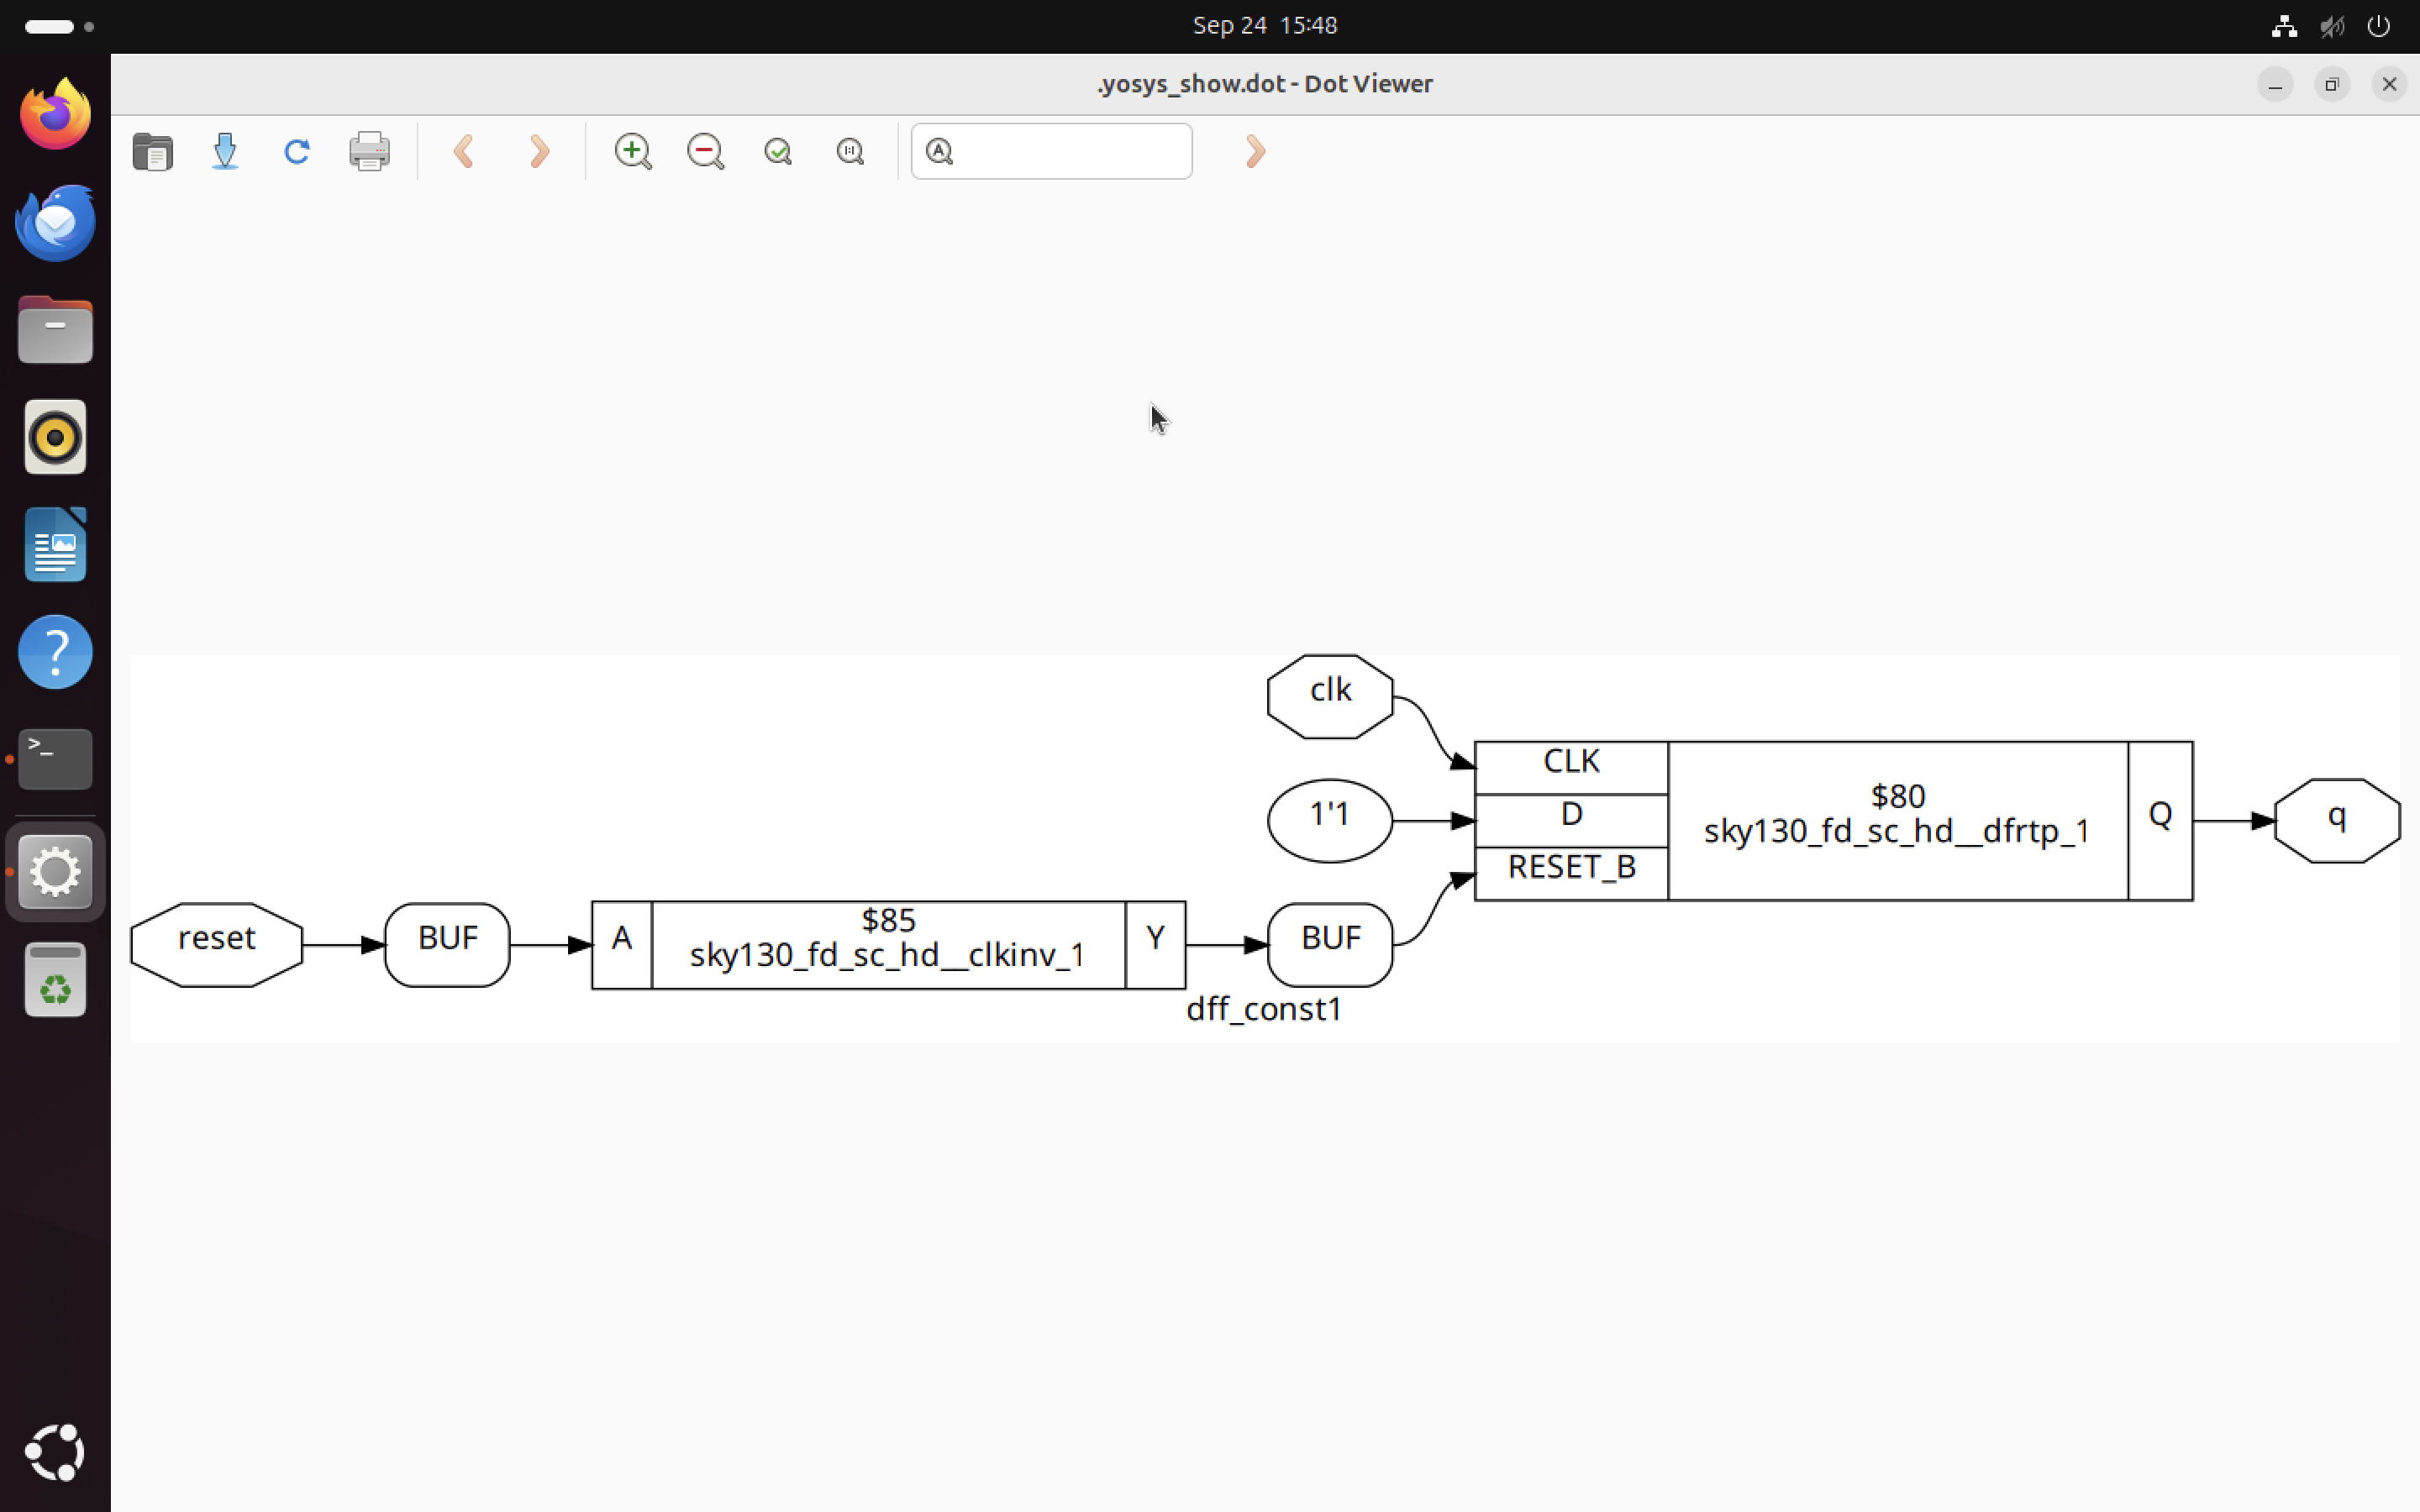 Sep 24 15:48
.yosys_show.dot - Dot Viewer
clk
CLK
1'1
D
$80
sky130_fd_sc_hd__dfrtp_1
Q
q
RESET_B
reset
BUF
A
$85
sky130_fd_sc_hd__clkinv_1
Y
BUF
dff_const1